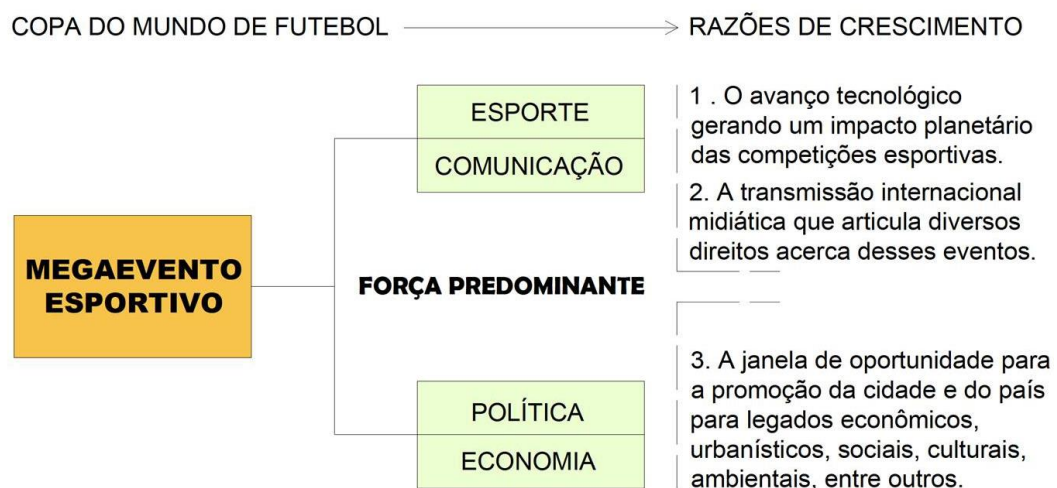 COPA DO MUNDO DE FUTEBOL
RAZÕES DE CRESCIMENTO
ESPORTE
COMUNICAÇÃO
1 . O avanço tecnológico
gerando um impacto planetário
das competições esportivas.
2. A transmissão internacional
midiática que articula diversos
direitos acerca desses eventos.
MEGAEVENTO
ESPORTIVO
FORÇA PREDOMINANTE
POLÍTICA
ECONOMIA
3. A janela de oportunidade para
a promoção da cidade e do país
para legados econômicos,
urbanísticos, sociais, culturais,
ambientais, entre outros.